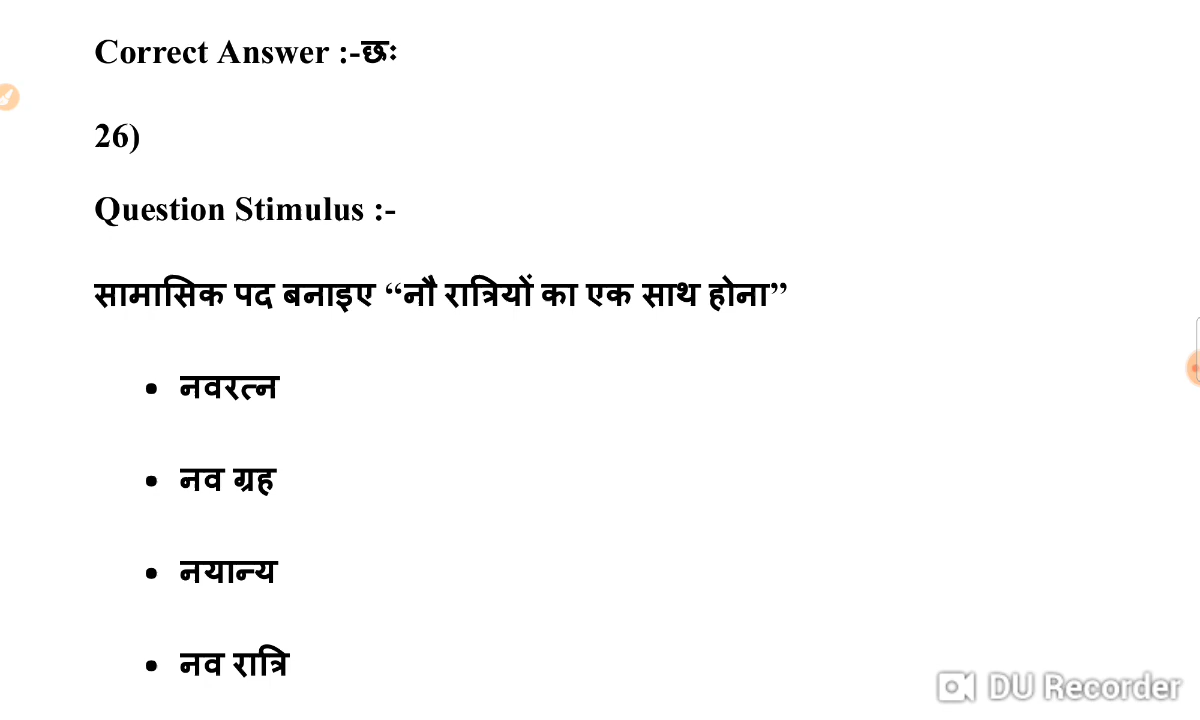 Correct Answer :-छः
26)
Question Stimulus :-
सामासिक पद बनाइए “नौ रात्रियों का एक साथ होना”
• नवरत्न
• नव ग्रह
• नयान्य
• नव रात्रि
DU Recorder